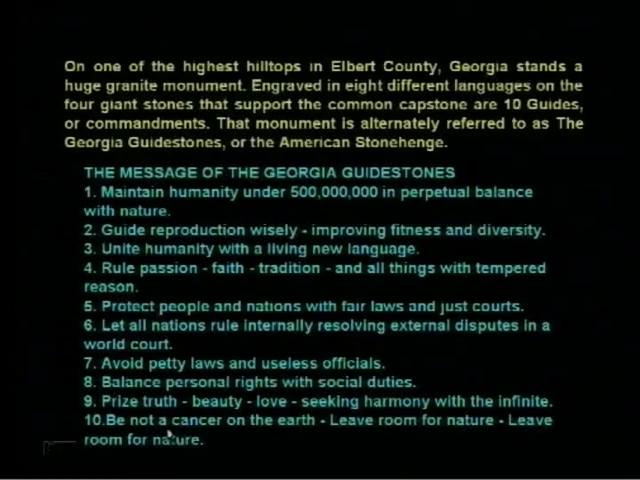 On one of the highest hilltops in Elbert County, Georgia stands a
huge granite monument. Engraved in eight different languages on the
four giant stones that support the common capstone are 10 Guides,
or commandments. That monument is alternately referred to as The
Georgia Guidestones, or the American Stonehenge.
THE MESSAGE OF THE GEORGIA GUIDESTONES
1. Maintain humanity under 500,000,000 in perpetual balance
with nature.
2. Guide reproduction wisely - improving fitness and diversity.
3. Unite humanity with a living new language.
4. Rule passion - faith - tradition - and all things with tempered
reason.
5. Protect people and nations with fair laws and just courts.
6. Let all nations rule internally resolving external disputes in a
world court.
7. Avoid petty laws and useless officials.
8. Balance personal rights with social duties.
9. Prize truth - beauty - love - seeking harmony with the infinite.
10.Be not a cancer on the earth - Leave room for nature - Leave
room for nature.